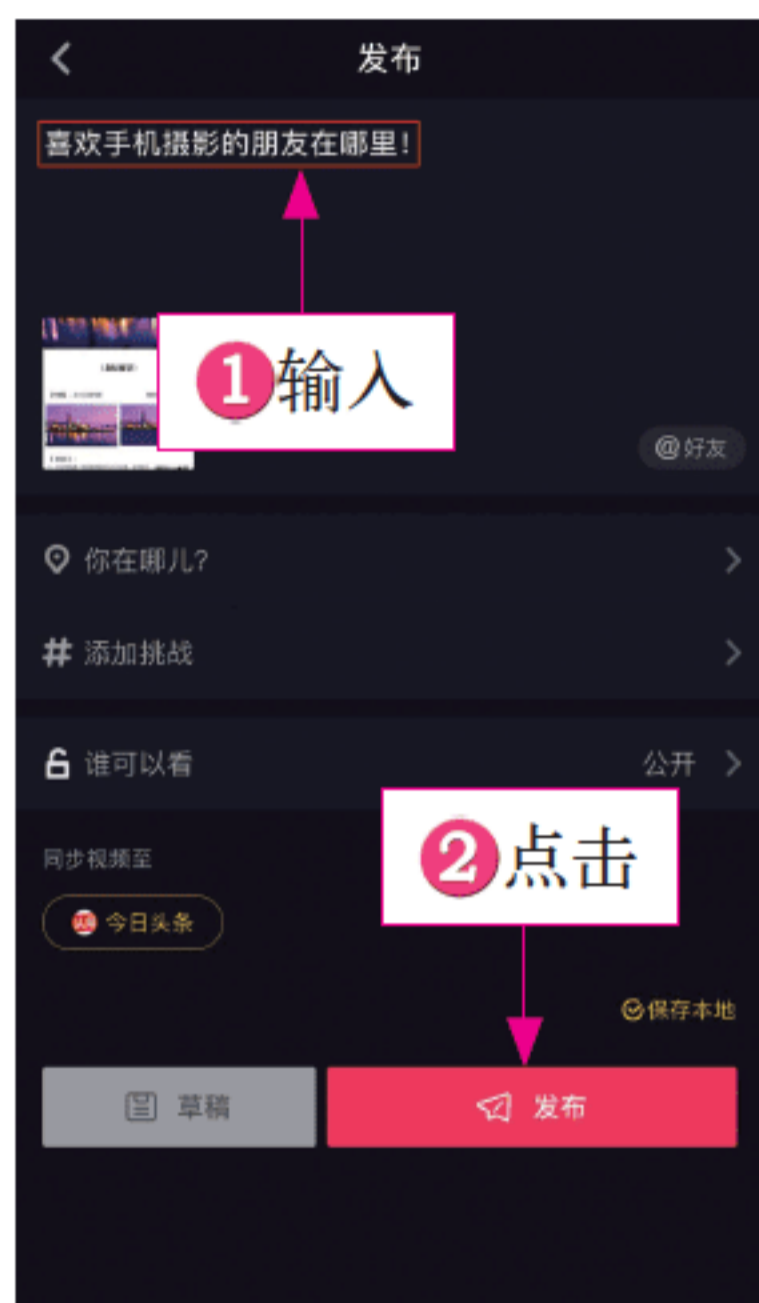 发布
喜欢手机摄影的朋友在哪里!
❶输入
@好友
你在哪儿?
# 添加挑战
谁可以看 公开
❷点击
同步视频至
今日头条
保存本地
草稿 发布